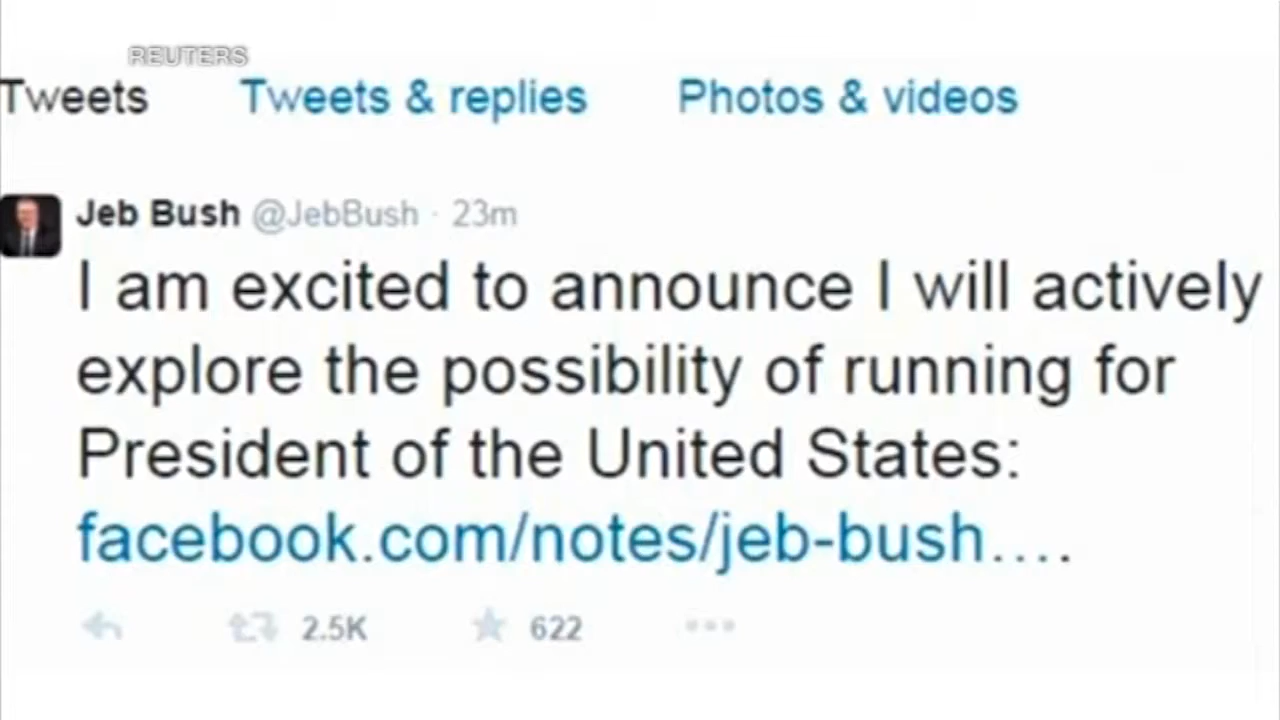 REUTERS
Tweets Tweets & replies Photos & videos
Jeb Bush @JebBush · 23m
I am excited to announce I will actively
explore the possibility of running for
President of the United States:
facebook.com/notes/jeb-bush....
2.5K 622